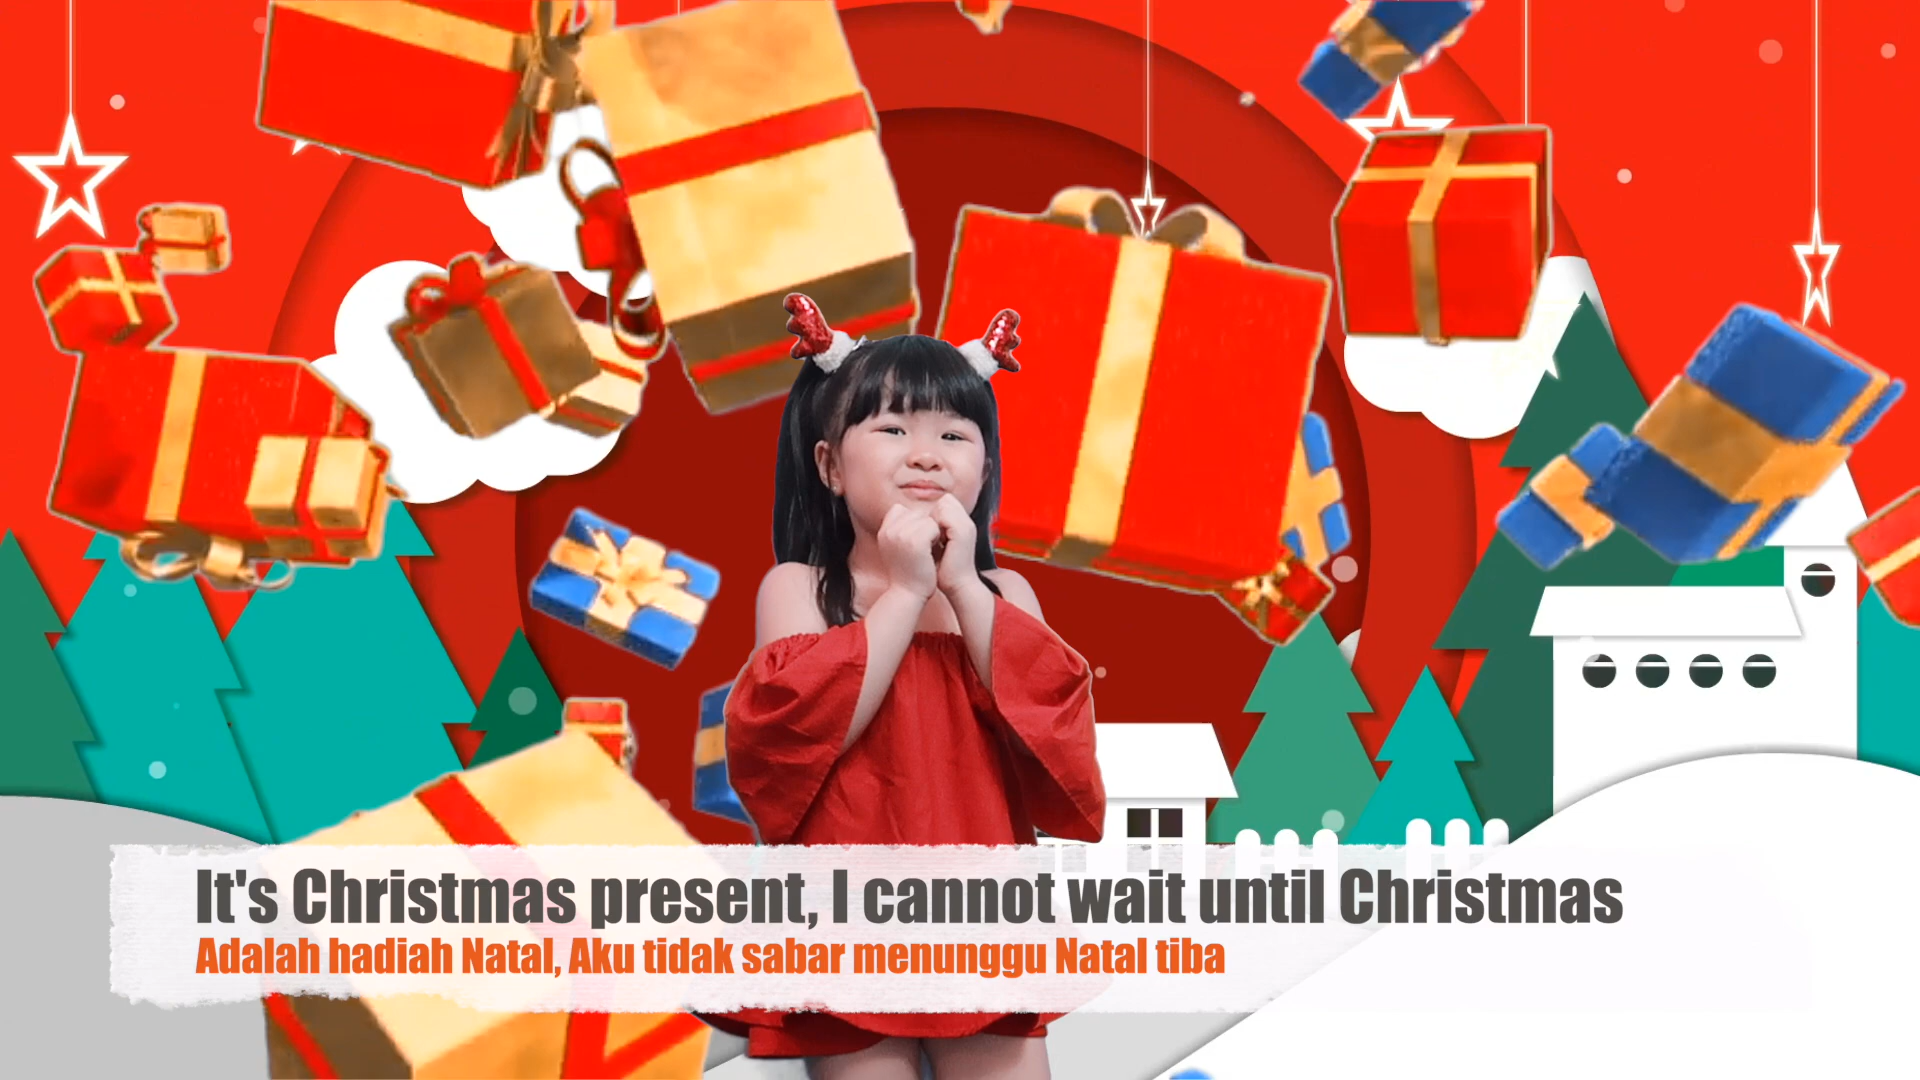 It's Christmas present, I cannot wait until Christmas
Adalah hadiah Natal, Aku tidak sabar menunggu Natal tiba